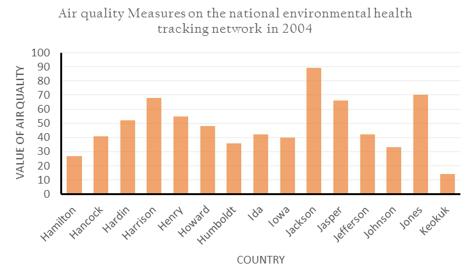 Air quality Measures on the national environmental health
tracking network in 2004
VALUE OF AIR QUALITY
100
90
80
70
60
50
40
30
20
10
0
Hamilton
Hancock
Hardin
Harrison
Henry
Howard
Humboldt
Ida
Iowa
Jackson
Jasper
Jefferson
Johnson
Jones
Keokuk
COUNTRY